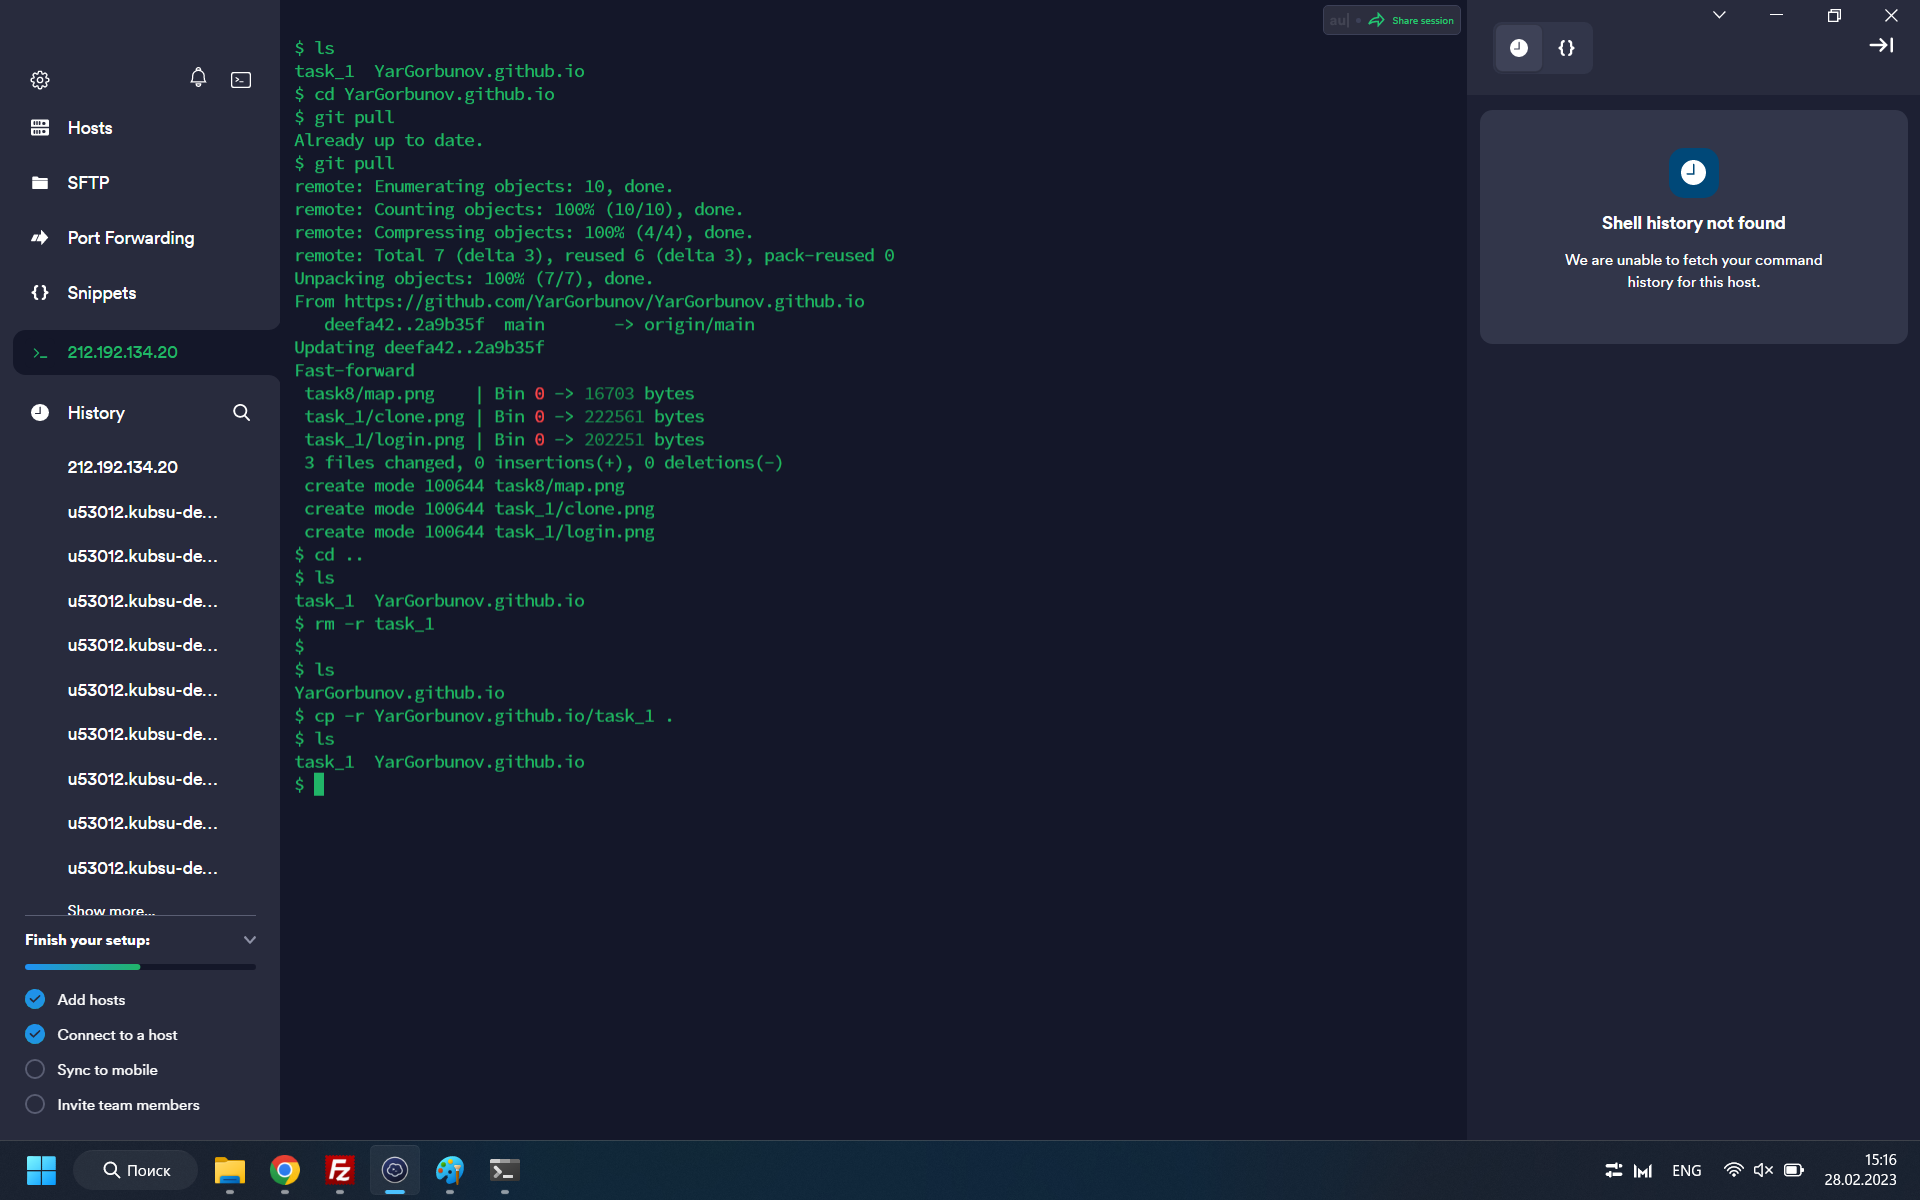 Hosts
SFTP
Port Forwarding
Snippets
212.192.134.20
History
212.192.134.20
u53012.kubsu-de...
u53012.kubsu-de...
u53012.kubsu-de...
u53012.kubsu-de...
u53012.kubsu-de...
u53012.kubsu-de...
u53012.kubsu-de...
u53012.kubsu-de...
u53012.kubsu-de...
Show more...
Finish your setup:
Add hosts
Connect to a host
Sync to mobile
Invite team members
au| Share session
$ ls
task_1  YarGorbunov.github.io
$ cd YarGorbunov.github.io
$ git pull
Already up to date.
$ git pull
remote: Enumerating objects: 10, done.
remote: Counting objects: 100% (10/10), done.
remote: Compressing objects: 100% (4/4), done.
remote: Total 7 (delta 3), reused 6 (delta 3), pack-reused 0
Unpacking objects: 100% (7/7), done.
From https://github.com/YarGorbunov/YarGorbunov.github.io
   deefa42..2a9b35f  main       -> origin/main
Updating deefa42..2a9b35f
Fast-forward
 task8/map.png    | Bin 0 -> 16703 bytes
 task_1/clone.png | Bin 0 -> 222561 bytes
 task_1/login.png | Bin 0 -> 202251 bytes
 3 files changed, 0 insertions(+), 0 deletions(-)
 create mode 100644 task8/map.png
 create mode 100644 task_1/clone.png
 create mode 100644 task_1/login.png
$ cd ..
$ ls
task_1  YarGorbunov.github.io
$ rm -r task_1
$
$ ls
YarGorbunov.github.io
$ cp -r YarGorbunov.github.io/task_1 .
$ ls
task_1  YarGorbunov.github.io
$
{}
Shell history not found
We are unable to fetch your command
history for this host.
Поиск
ENG
15:16
28.02.2023